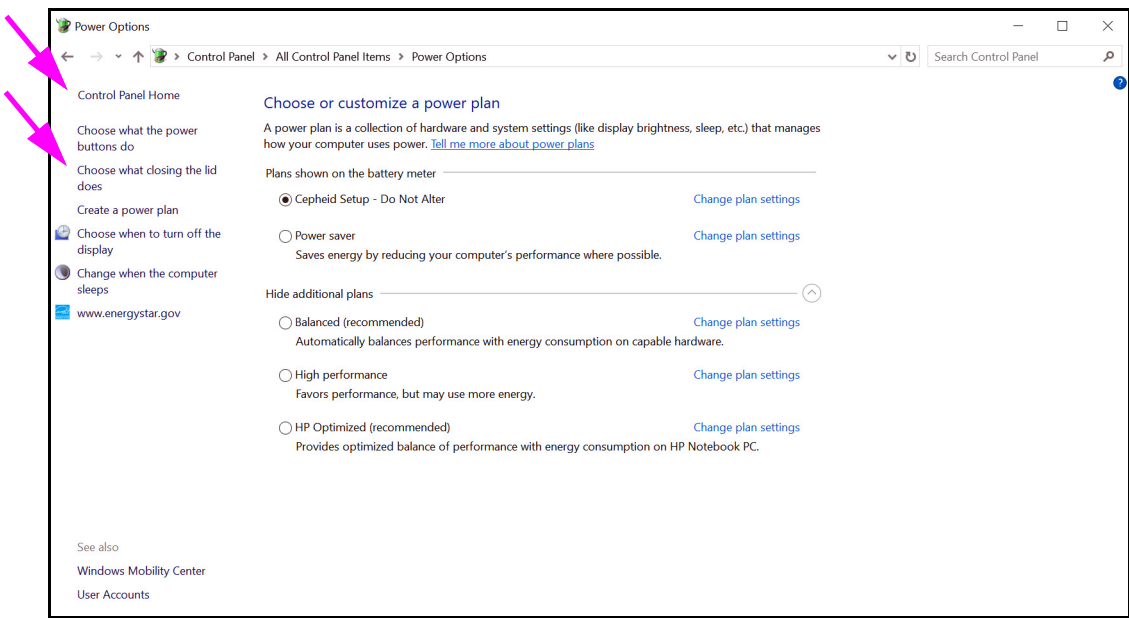 Power Options
Control Panel > All Control Panel Items > Power Options
Search Control Panel
?
Control Panel Home
Choose what the power
buttons do
Choose what closing the lid
does
Create a power plan
Choose when to turn off the
display
Change when the computer
sleeps
www.energystar.gov
Choose or customize a power plan
A power plan is a collection of hardware and system settings (like display brightness, sleep, etc.) that manages
how your computer uses power. Tell me more about power plans
Plans shown on the battery meter
Cepheid Setup - Do Not Alter Change plan settings
Power saver Change plan settings
Saves energy by reducing your computer's performance where possible.
Hide additional plans
Balanced (recommended) Change plan settings
Automatically balances performance with energy consumption on capable hardware.
High performance Change plan settings
Favors performance, but may use more energy.
HP Optimized (recommended) Change plan settings
Provides optimized balance of performance with energy consumption on HP Notebook PC.
See also
Windows Mobility Center
User Accounts